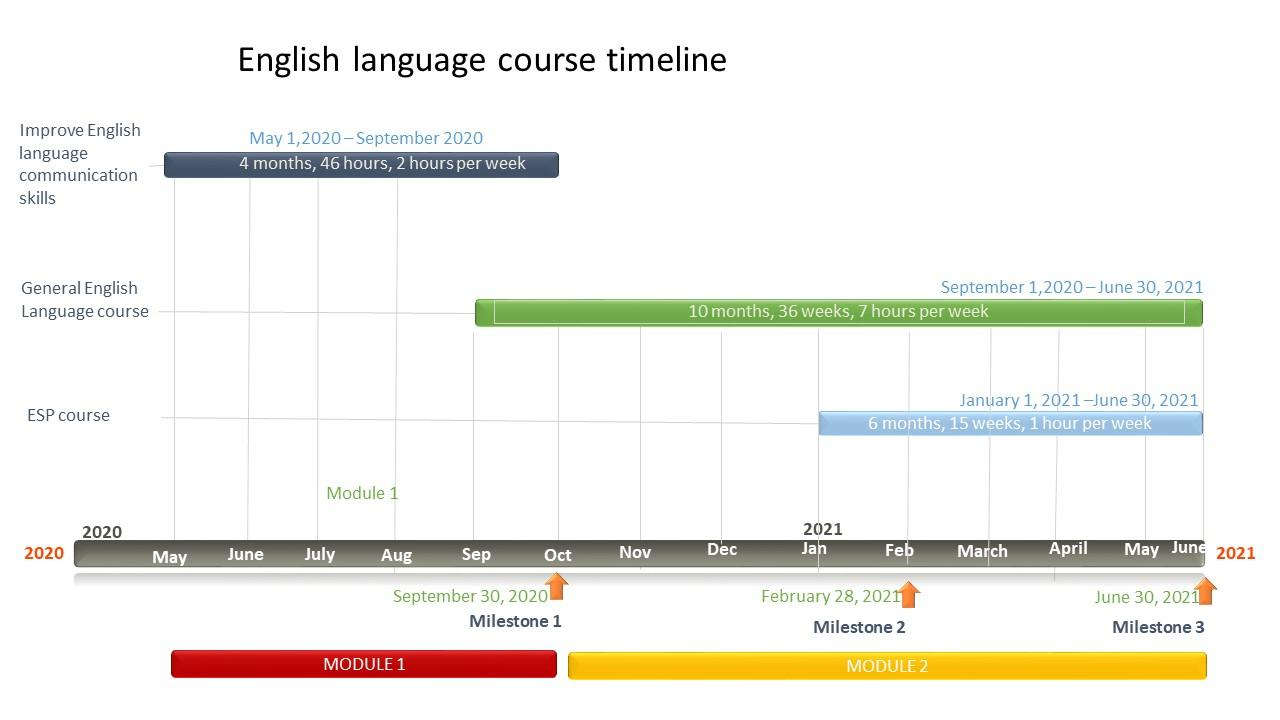 English language course timeline
Improve English
language
communication
skills
May 1,2020 – September 2020
4 months, 46 hours, 2 hours per week
General English
Language course
September 1,2020 – June 30, 2021
10 months, 36 weeks, 7 hours per week
ESP course
January 1, 2021 –June 30, 2021
6 months, 15 weeks, 1 hour per week
Module 1
2020
2021
2020
May June July Aug Sep Oct Nov Dec Jan Feb March April May June
2021
September 30, 2020
Milestone 1
February 28, 2021
Milestone 2
June 30, 2021
Milestone 3
MODULE 1
MODULE 2